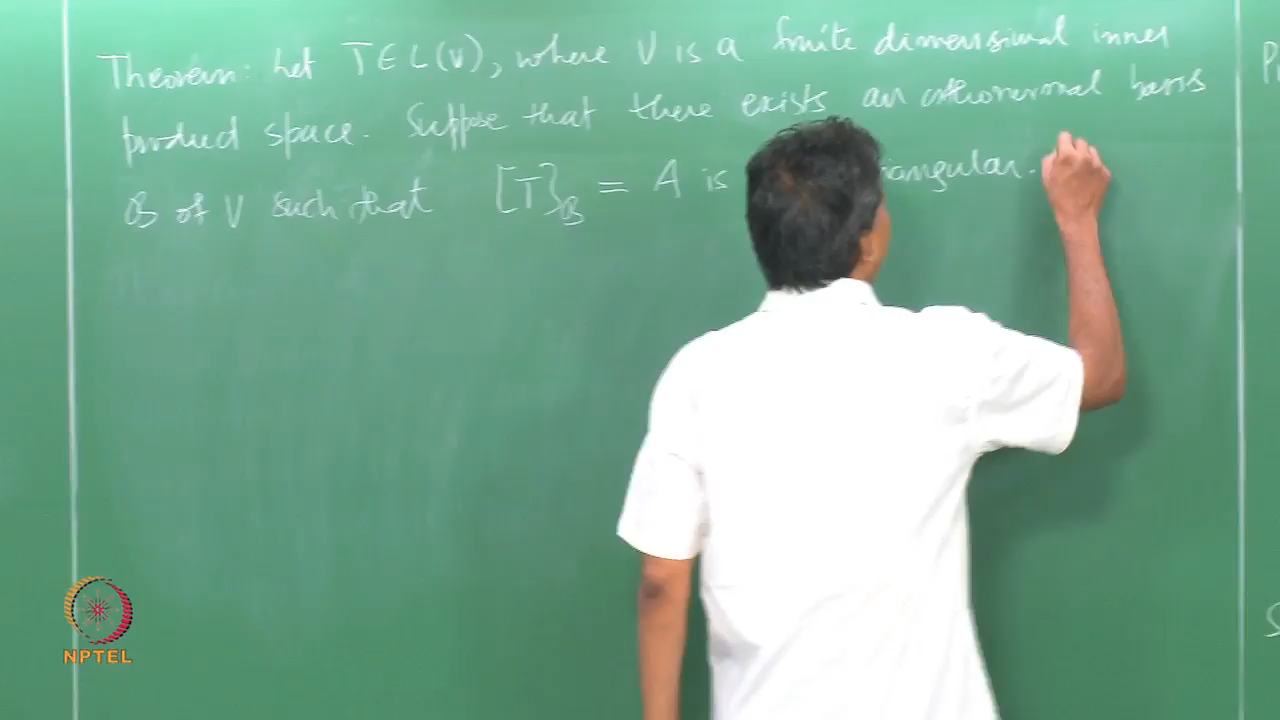 Theorem: Let T ∈ L(V), where V is a finite dimensional inner
product space. Suppose that there exists an orthonormal basis
B of V such that [T]_B = A is angular.
NPTEL